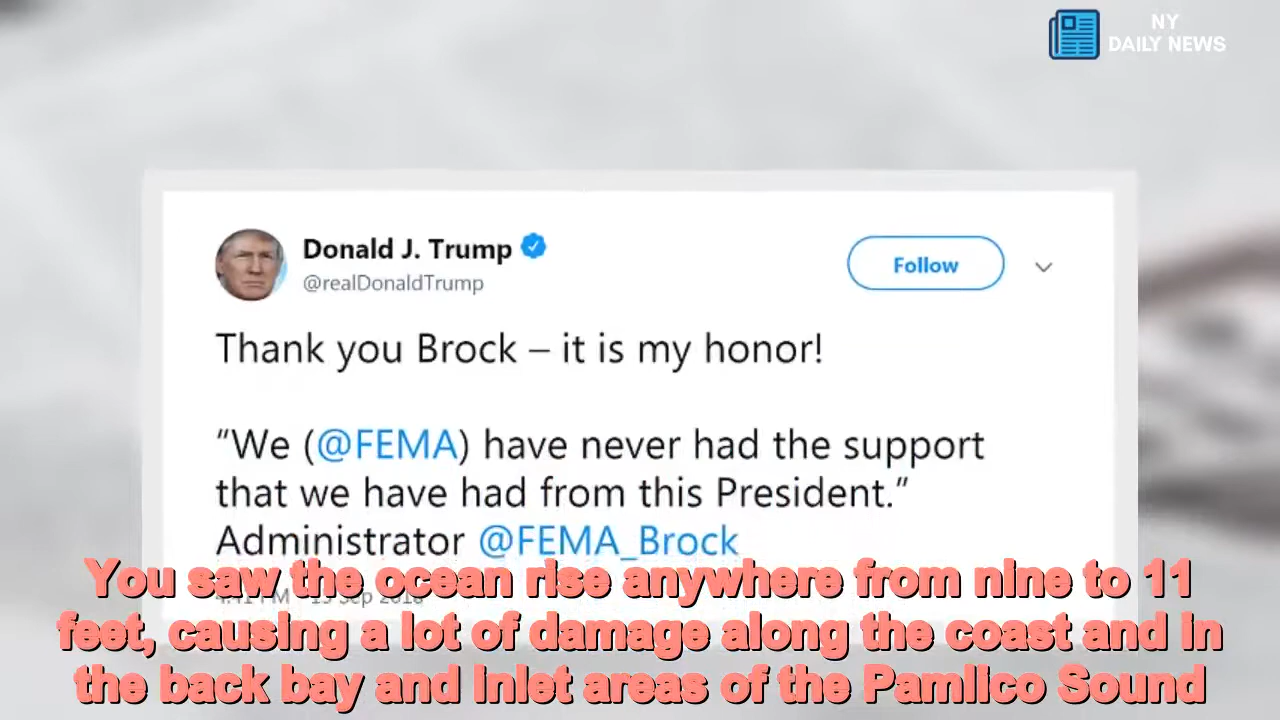 NY
DAILY NEWS
Donald J. Trump
@realDonaldTrump
Follow
Thank you Brock – it is my honor!
“We (@FEMA) have never had the support
that we have had from this President.”
Administrator @FEMA_Brock
You saw the ocean rise anywhere from nine to 11
feet, causing a lot of damage along the coast and in
the back bay and inlet areas of the Pamlico Sound